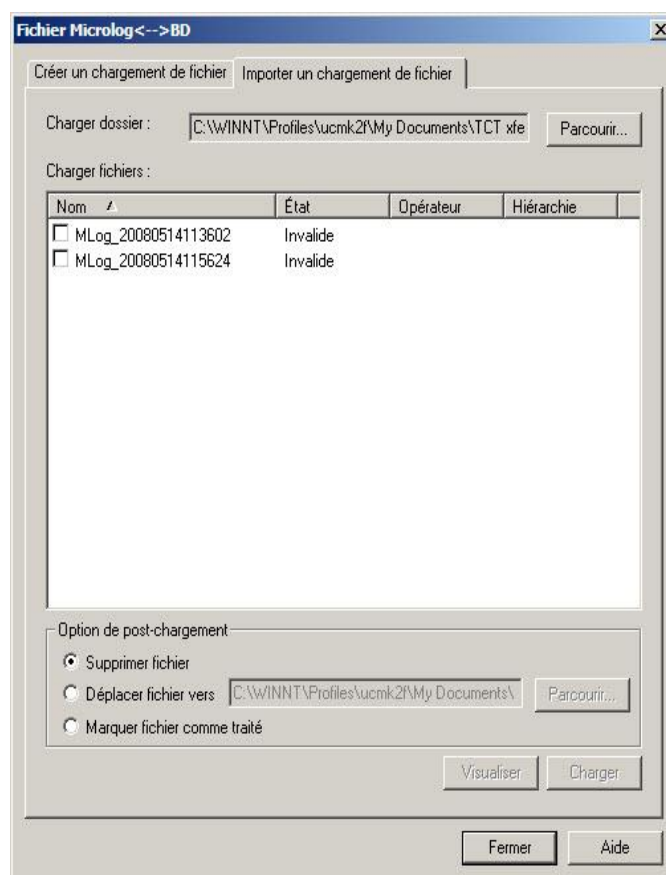 Fichier Microlog<-->BD
Créer un chargement de fichier Importer un chargement de fichier
Charger dossier : C:\WINNT\Profiles\ucmk2f\My Documents\TCT xfe Parcourir...
Charger fichiers :
Nom État Opérateur Hiérarchie
MLog_20080514113602 Invalide
MLog_20080514115624 Invalide
Option de post-chargement
Supprimer fichier
Déplacer fichier vers C:\WINNT\Profiles\ucmk2f\My Documents\ Parcourir...
Marquer fichier comme traité
Visualiser Charger
Fermer Aide